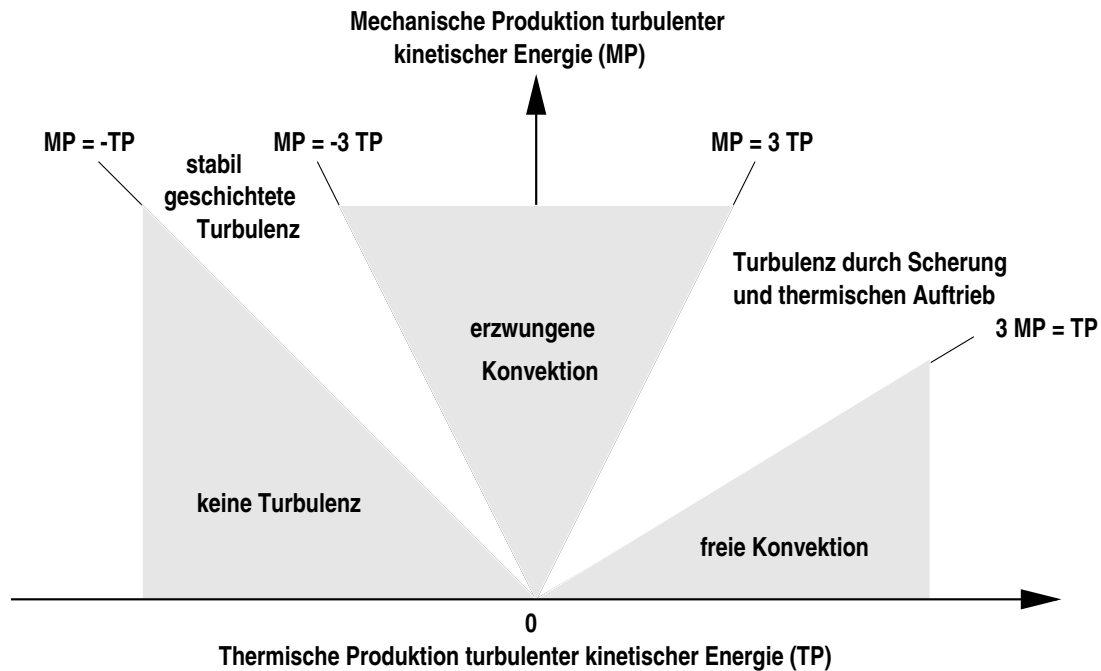 Mechanische Produktion turbulenter
kinetischer Energie (MP)
MP = -TP
MP = -3 TP
MP = 3 TP
stabil
geschichtete
Turbulenz
Turbulenz durch Scherung
und thermischen Auftrieb
3 MP = TP
erzwungene
Konvektion
keine Turbulenz
freie Konvektion
0
Thermische Produktion turbulenter kinetischer Energie (TP)